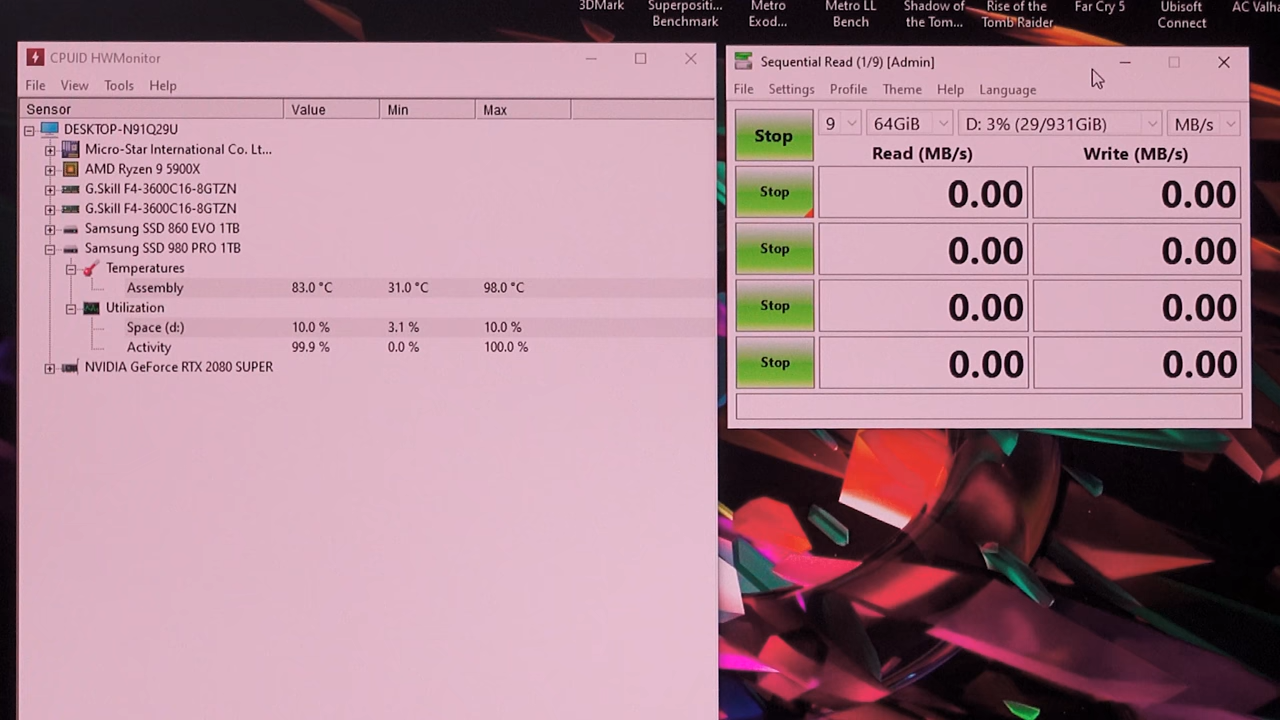 3DMark
Superpositi...
Benchmark
Metro
Exod...
Metro LL
Bench
Shadow of
the Tom...
Rise of the
Tomb Raider
Far Cry 5
Ubisoft
Connect
AC Valha
CPUID HWMonitor
File View Tools Help
Sensor Value Min Max
DESKTOP-N91Q29U
Micro-Star International Co. Lt...
AMD Ryzen 9 5900X
G.Skill F4-3600C16-8GTZN
G.Skill F4-3600C16-8GTZN
Samsung SSD 860 EVO 1TB
Samsung SSD 980 PRO 1TB
Temperatures
Assembly 83.0 °C 31.0 °C 98.0 °C
Utilization
Space (d:) 10.0 % 3.1 % 10.0 %
Activity 99.9 % 0.0 % 100.0 %
NVIDIA GeForce RTX 2080 SUPER
Sequential Read (1/9) [Admin]
File Settings Profile Theme Help Language
Stop 9 64GiB D: 3% (29/931GiB) MB/s
Read (MB/s) Write (MB/s)
Stop 0.00 0.00
Stop 0.00 0.00
Stop 0.00 0.00
Stop 0.00 0.00